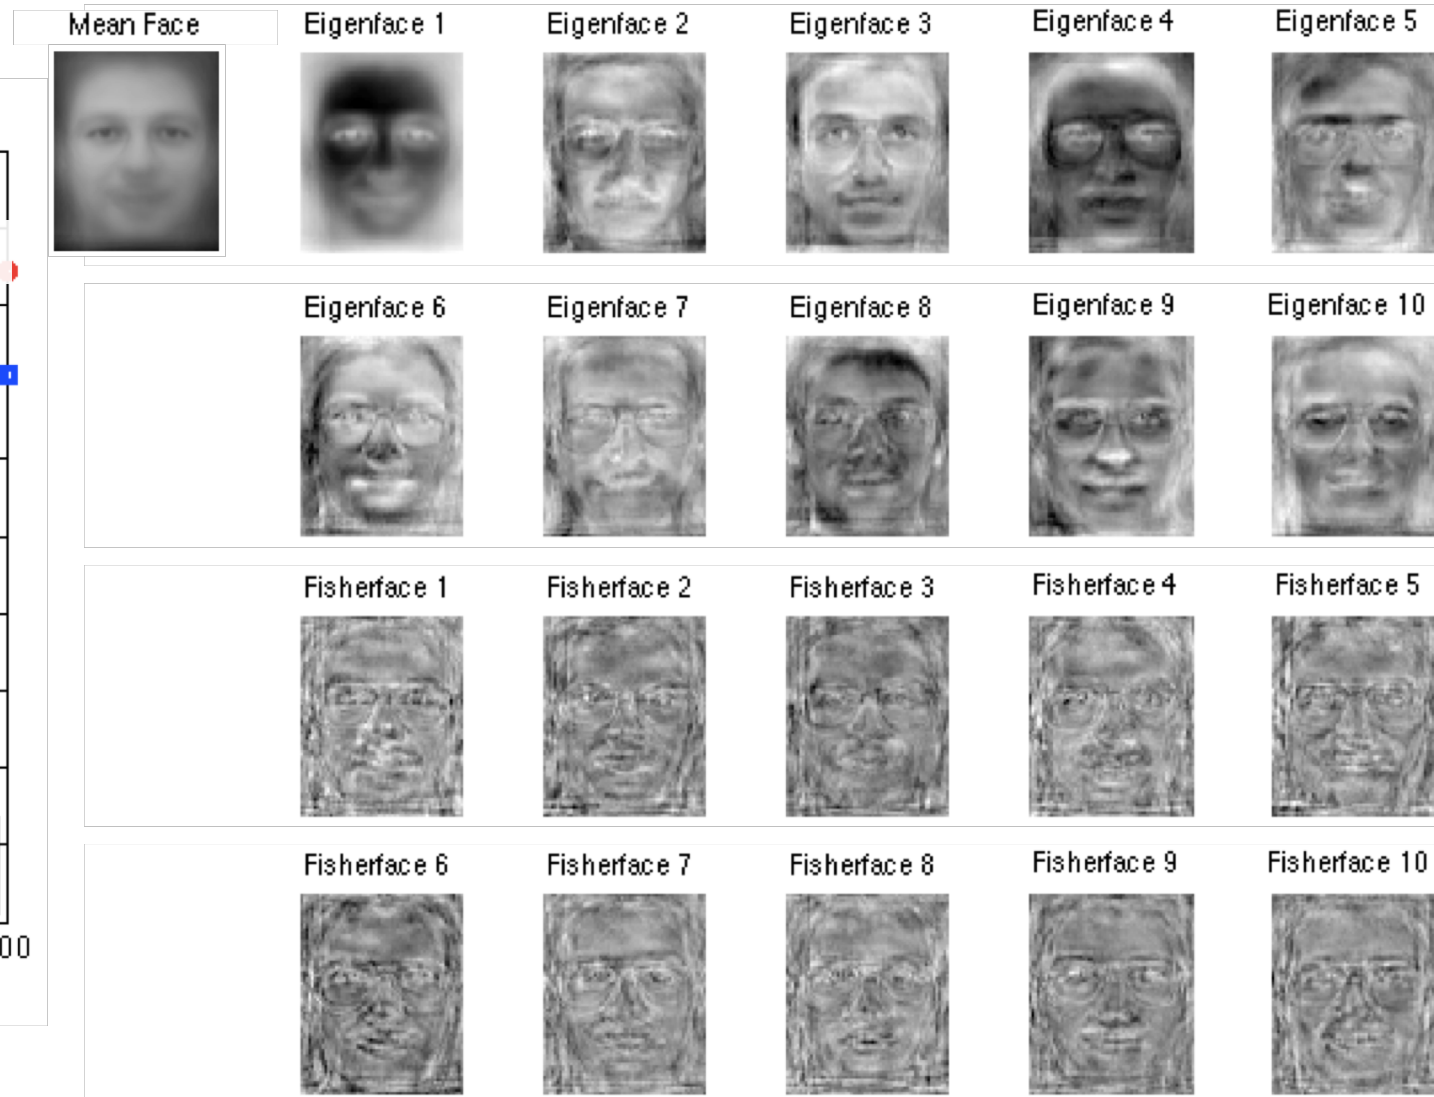 Mean Face
Eigenface 1
Eigenface 2
Eigenface 3
Eigenface 4
Eigenface 5
Eigenface 6
Eigenface 7
Eigenface 8
Eigenface 9
Eigenface 10
Fisherface 1
Fisherface 2
Fisherface 3
Fisherface 4
Fisherface 5
Fisherface 6
Fisherface 7
Fisherface 8
Fisherface 9
Fisherface 10
00